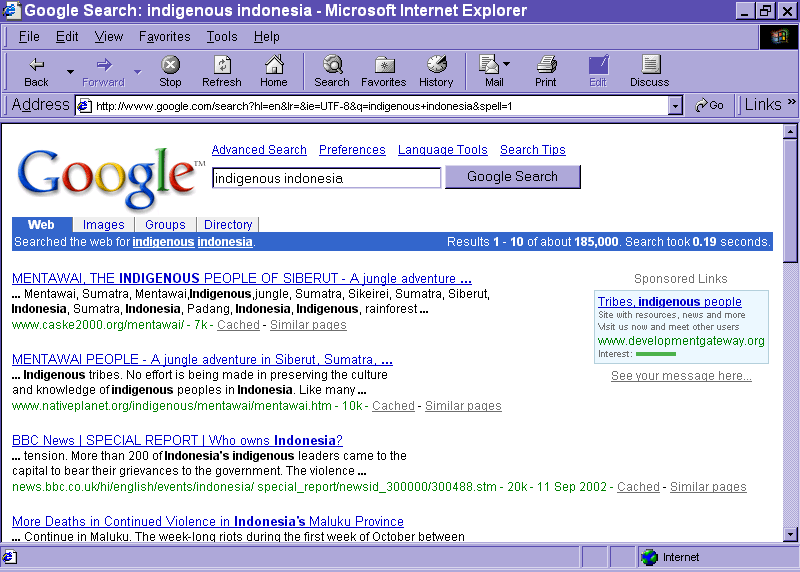 Google Search: indigenous indonesia - Microsoft Internet Explorer
File Edit View Favorites Tools Help
Back Forward Stop Refresh Home Search Favorites History Mail Print Edit Discuss
Address http://www.google.com/search?hl=en&lr=&ie=UTF-8&q=indigenous+indonesia&spell=1 Go Links »
Google™
Advanced Search Preferences Language Tools Search Tips
indigenous indonesia Google Search
Web Images Groups Directory
Searched the web for indigenous indonesia. Results 1 - 10 of about 185,000. Search took 0.19 seconds.
MENTAWAI, THE INDIGENOUS PEOPLE OF SIBERUT - A jungle adventure ...
... Mentawai, Sumatra, Mentawai,Indigenous,jungle, Sumatra, Sikeirei, Sumatra, Siberut,
Indonesia, Sumatra, Indonesia, Padang, Indonesia, Indigenous, rainforest ...
www.caske2000.org/mentawai/ - 7k - Cached - Similar pages
MENTAWAI PEOPLE - A jungle adventure in Siberut, Sumatra, ...
... Indigenous tribes. No effort is being made in preserving the culture
and knowledge of indigenous peoples in Indonesia. Like many ...
www.nativeplanet.org/indigenous/mentawai/mentawai.htm - 10k - Cached - Similar pages
BBC News | SPECIAL REPORT | Who owns Indonesia?
... tension. More than 200 of Indonesia's indigenous leaders came to the
capital to bear their grievances to the government. The violence ...
news.bbc.co.uk/hi/english/events/indonesia/ special_report/newsid_300000/300488.stm - 20k - 11 Sep 2002 - Cached - Similar pages
More Deaths in Continued Violence in Indonesia's Maluku Province
... Continue in Maluku. The week-long riots during the first week of October between
Sponsored Links
Tribes, indigenous people
Site with resources, news and more
Visit us now and meet other users
www.developmentgateway.org
Interest:
See your message here...
Internet